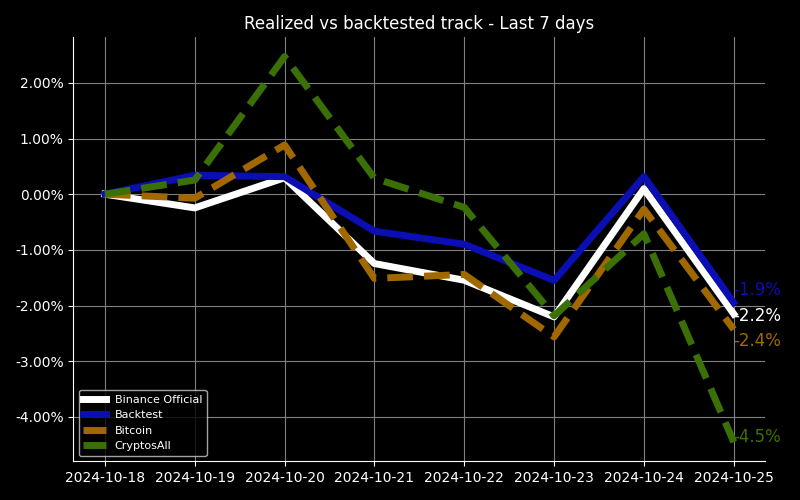 Realized vs backtested track - Last 7 days
2.00%
1.00%
0.00%
-1.00%
-2.00%
-3.00%
-4.00%
-1.9%
-2.2%
-2.4%
-4.5%
Binance Official
Backtest
Bitcoin
CryptosAll
2024-10-18 2024-10-19 2024-10-20 2024-10-21 2024-10-22 2024-10-23 2024-10-24 2024-10-25